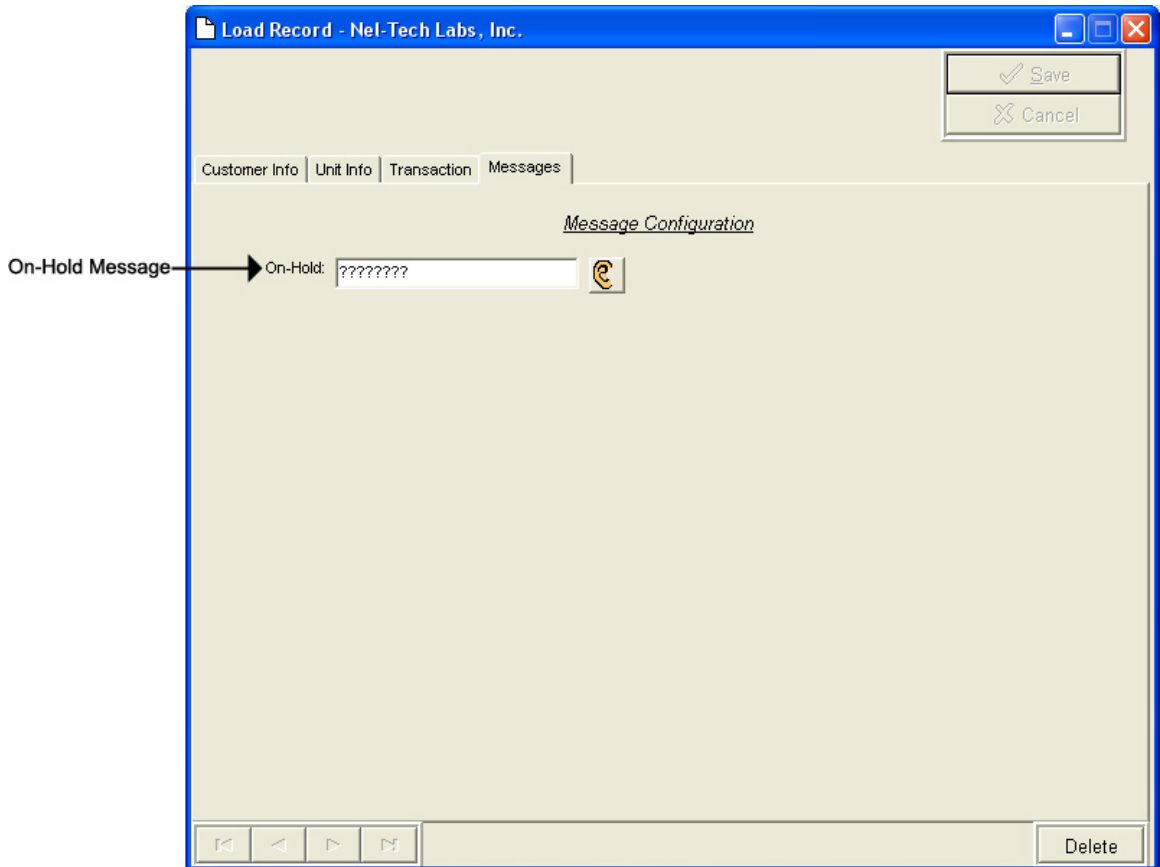 Load Record - Nel-Tech Labs, Inc.
Save
Cancel
Customer Info Unit Info Transaction Messages
Message Configuration
On-Hold Message
On-Hold: ????????
Delete